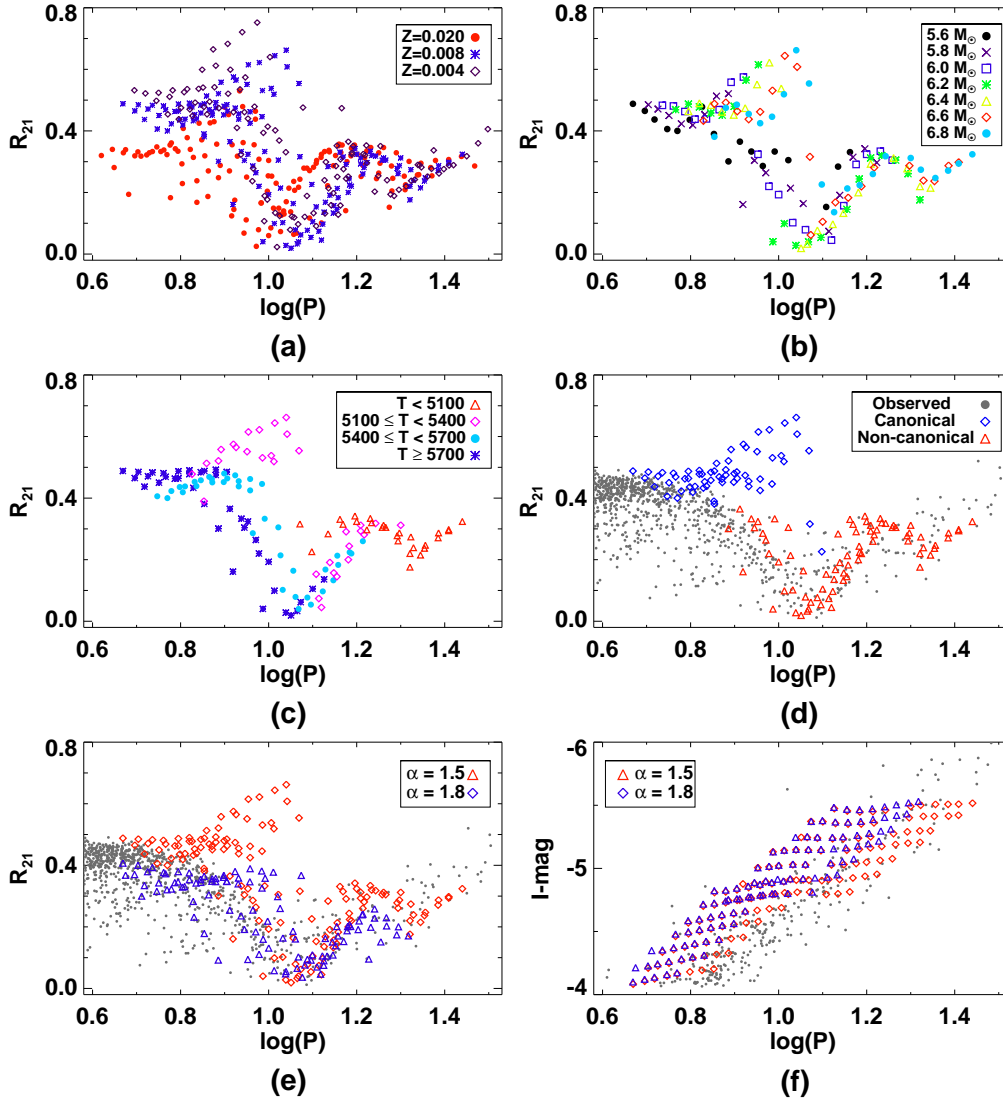 0.8
0.4
0.0
R21
Z=0.020
Z=0.008
Z=0.004
0.6 0.8 1.0 1.2 1.4
log(P)
(a)
0.8
0.4
0.0
R21
5.6 M⊙
5.8 M⊙
6.0 M⊙
6.2 M⊙
6.4 M⊙
6.6 M⊙
6.8 M⊙
0.6 0.8 1.0 1.2 1.4
log(P)
(b)
0.8
0.4
0.0
R21
T < 5100
5100 ≤ T < 5400
5400 ≤ T < 5700
T ≥ 5700
0.6 0.8 1.0 1.2 1.4
log(P)
(c)
0.8
0.4
0.0
R21
Observed
Canonical
Non-canonical
0.6 0.8 1.0 1.2 1.4
log(P)
(d)
0.8
0.4
0.0
R21
α = 1.5
α = 1.8
0.6 0.8 1.0 1.2 1.4
log(P)
(e)
-6
-5
-4
I-mag
α = 1.5
α = 1.8
0.6 0.8 1.0 1.2 1.4
log(P)
(f)